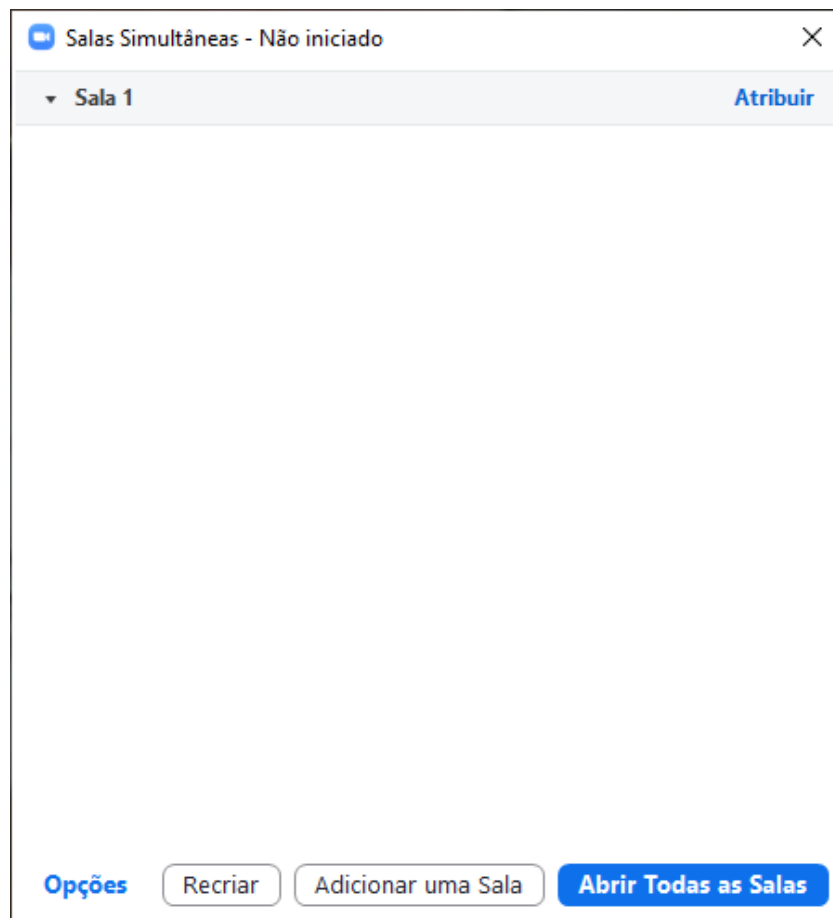 Salas Simultâneas - Não iniciado
Sala 1 Atribuir
Opções Recriar Adicionar uma Sala Abrir Todas as Salas